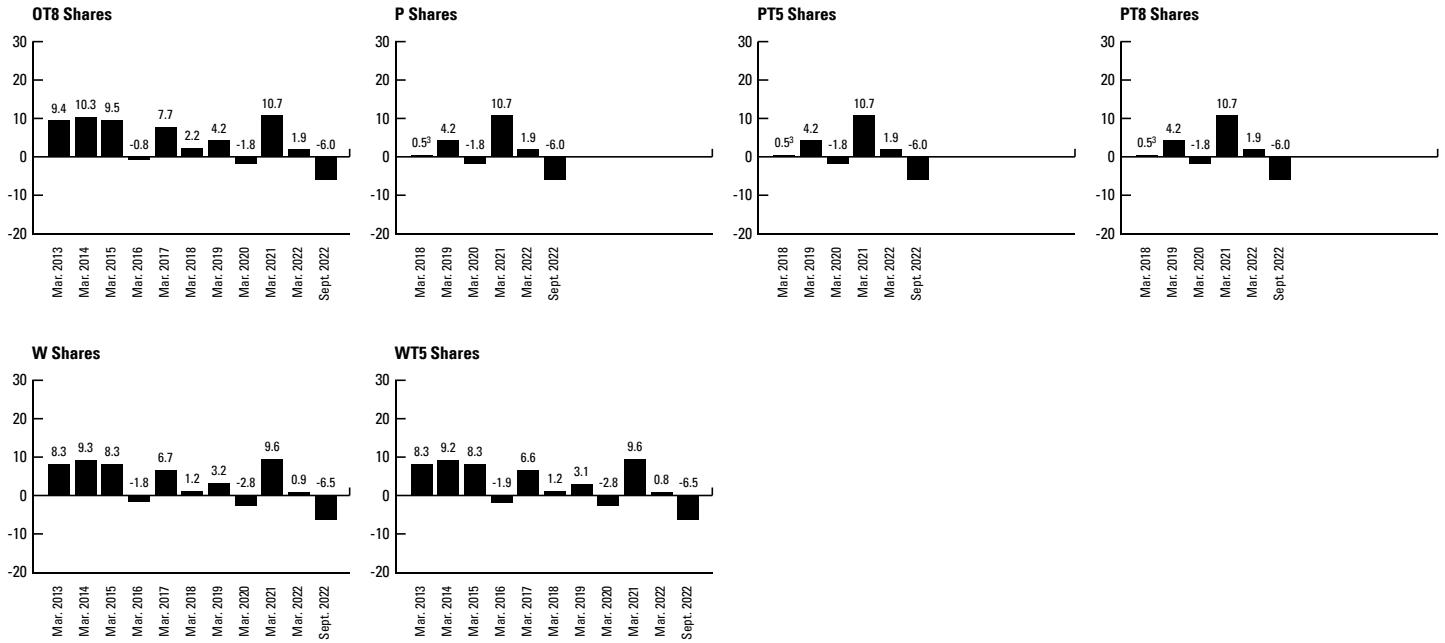 OT8 Shares
30
20
10
0
-10
-20
9.4
10.3
9.5
-0.8
7.7
2.2
4.2
-1.8
10.7
1.9
-6.0
Mar. 2013
Mar. 2014
Mar. 2015
Mar. 2016
Mar. 2017
Mar. 2018
Mar. 2019
Mar. 2020
Mar. 2021
Mar. 2022
Sept. 2022
P Shares
30
20
10
0
-10
-20
0.5³
4.2
-1.8
10.7
1.9
-6.0
Mar. 2018
Mar. 2019
Mar. 2020
Mar. 2021
Mar. 2022
Sept. 2022
PT5 Shares
30
20
10
0
-10
-20
0.5³
4.2
-1.8
10.7
1.9
-6.0
Mar. 2018
Mar. 2019
Mar. 2020
Mar. 2021
Mar. 2022
Sept. 2022
PT8 Shares
30
20
10
0
-10
-20
0.5³
4.2
-1.8
10.7
1.9
-6.0
Mar. 2018
Mar. 2019
Mar. 2020
Mar. 2021
Mar. 2022
Sept. 2022
W Shares
30
20
10
0
-10
-20
8.3
9.3
8.3
-1.8
6.7
1.2
3.2
-2.8
9.6
0.9
-6.5
Mar. 2013
Mar. 2014
Mar. 2015
Mar. 2016
Mar. 2017
Mar. 2018
Mar. 2019
Mar. 2020
Mar. 2021
Mar. 2022
Sept. 2022
WT5 Shares
30
20
10
0
-10
-20
8.3
9.2
8.3
-1.9
6.6
1.2
3.1
-2.8
9.6
0.8
-6.5
Mar. 2013
Mar. 2014
Mar. 2015
Mar. 2016
Mar. 2017
Mar. 2018
Mar. 2019
Mar. 2020
Mar. 2021
Mar. 2022
Sept. 2022